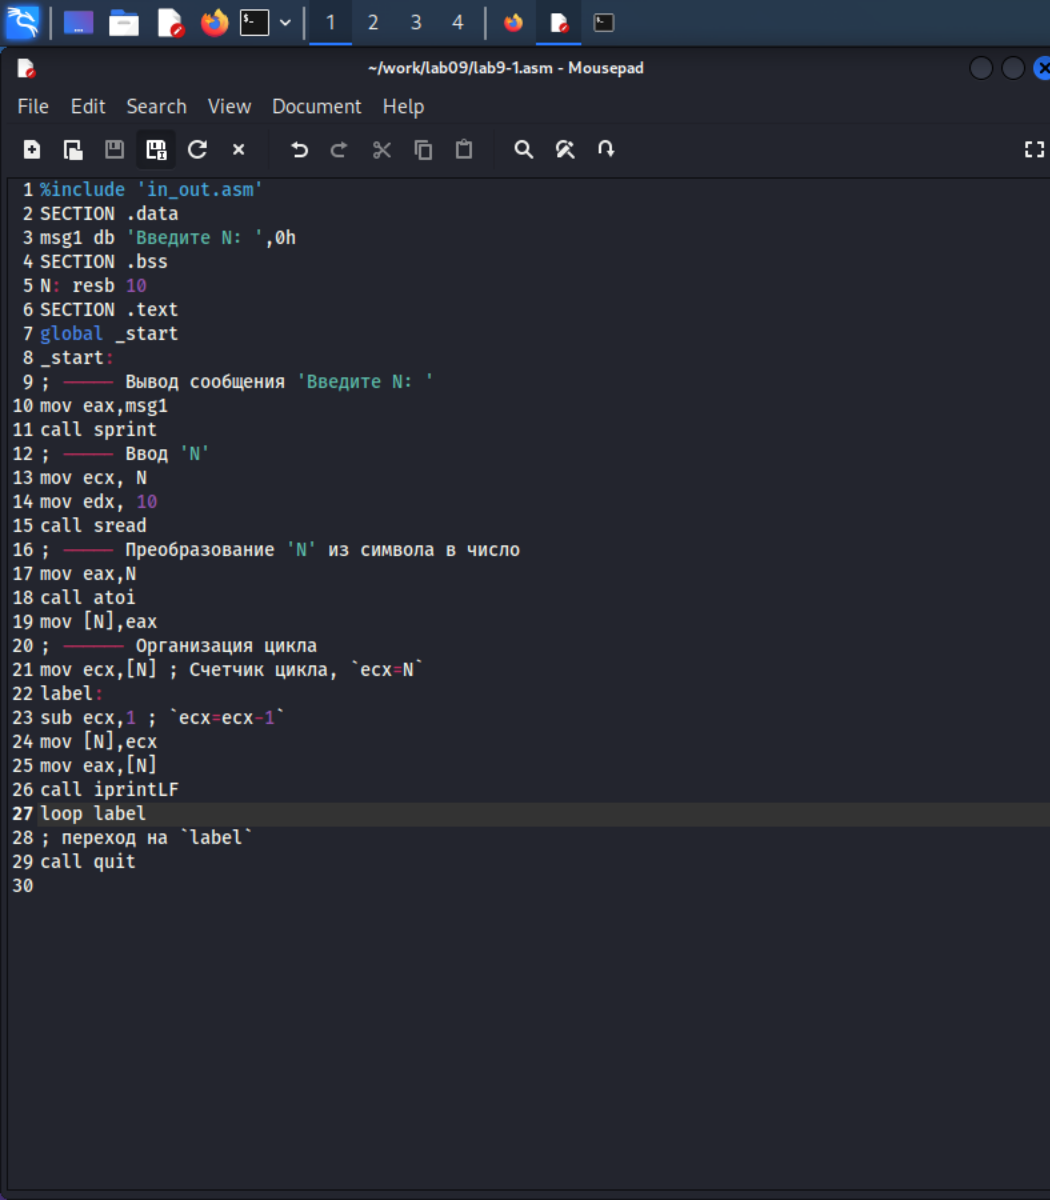 1 2 3 4
~/work/lab09/lab9-1.asm - Mousepad
File Edit Search View Document Help
1 %include 'in_out.asm'
2 SECTION .data
3 msg1 db 'Введите N: ',0h
4 SECTION .bss
5 N: resb 10
6 SECTION .text
7 global _start
8 _start:
9 ; ----- Вывод сообщения 'Введите N: '
10 mov eax,msg1
11 call sprint
12 ; ----- Ввод 'N'
13 mov ecx, N
14 mov edx, 10
15 call sread
16 ; ----- Преобразование 'N' из символа в число
17 mov eax,N
18 call atoi
19 mov [N],eax
20 ; ------ Организация цикла
21 mov ecx,[N] ; Счетчик цикла, `ecx=N`
22 label:
23 sub ecx,1 ; `ecx=ecx-1`
24 mov [N],ecx
25 mov eax,[N]
26 call iprintLF
27 loop label
28 ; переход на `label`
29 call quit
30